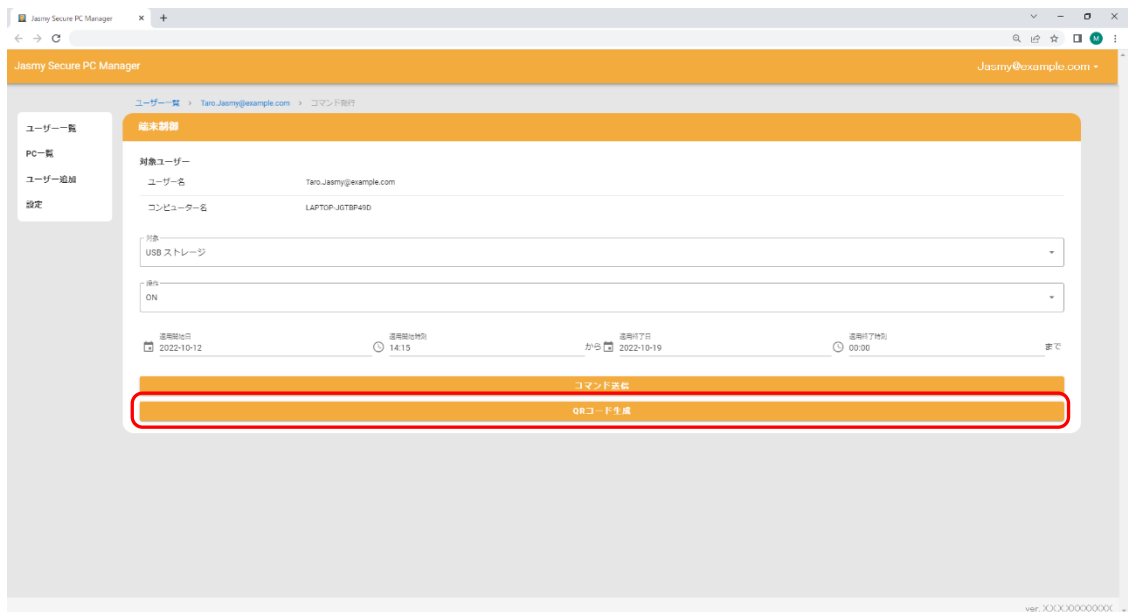 Jasmy Secure PC Manager
Jasmy Secure PC Manager
Jasmy@example.com
ユーザー一覧 > Taro.Jasmy@example.com > コマンド発行
ユーザー一覧
PC一覧
ユーザー追加
設定
端末制御
対象ユーザー
ユーザー名 Taro.Jasmy@example.com
コンピューター名 LAPTOP-JGTBP49D
対象
USB ストレージ
操作
ON
適用開始日 適用開始時刻 適用終了日 適用終了時刻
2022-10-12 14:15 から 2022-10-19 00:00 まで
コマンド送信
QRコード生成
ver. XX.X.XXXXXXXXX